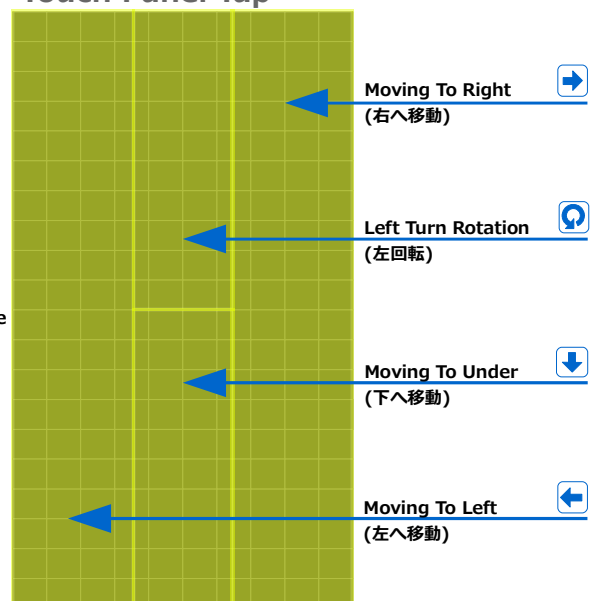 Moving To Right
(右へ移動)
Left Turn Rotation
(左回転)
e
Moving To Under
(下へ移動)
Moving To Left
(左へ移動)